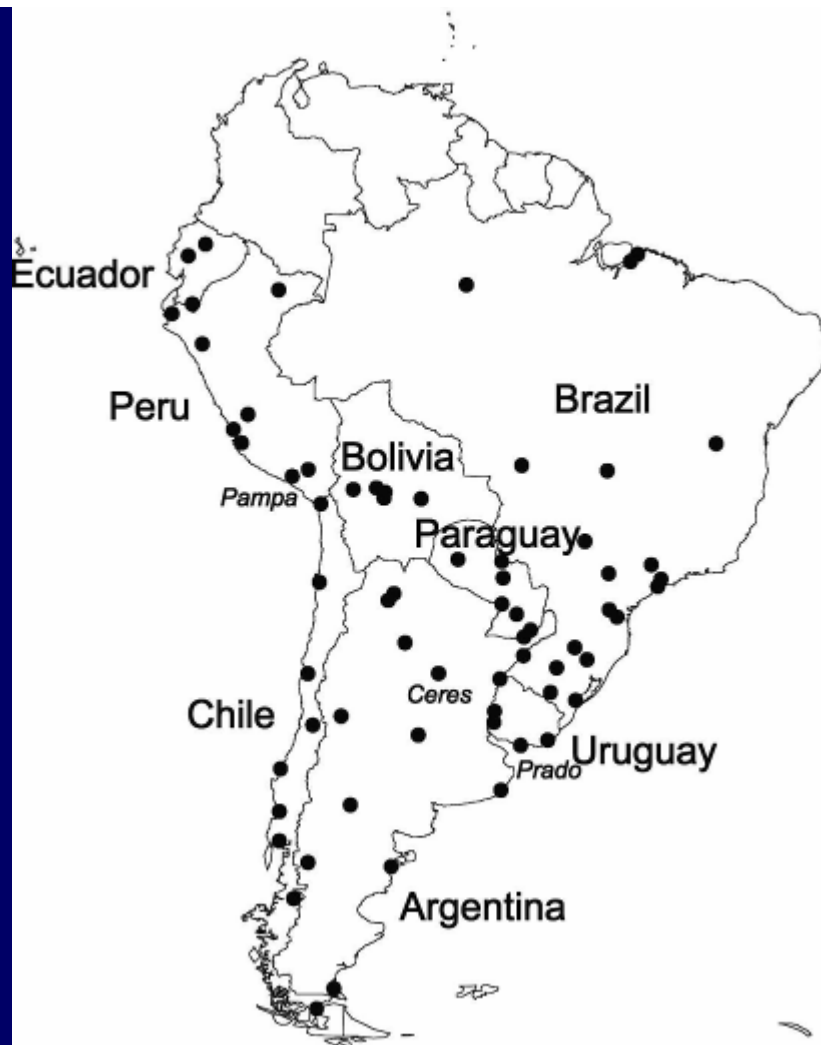 Ecuador
Peru
Brazil
Bolivia
Pampa
Paraguay
Ceres
Chile
Uruguay
Prado
Argentina